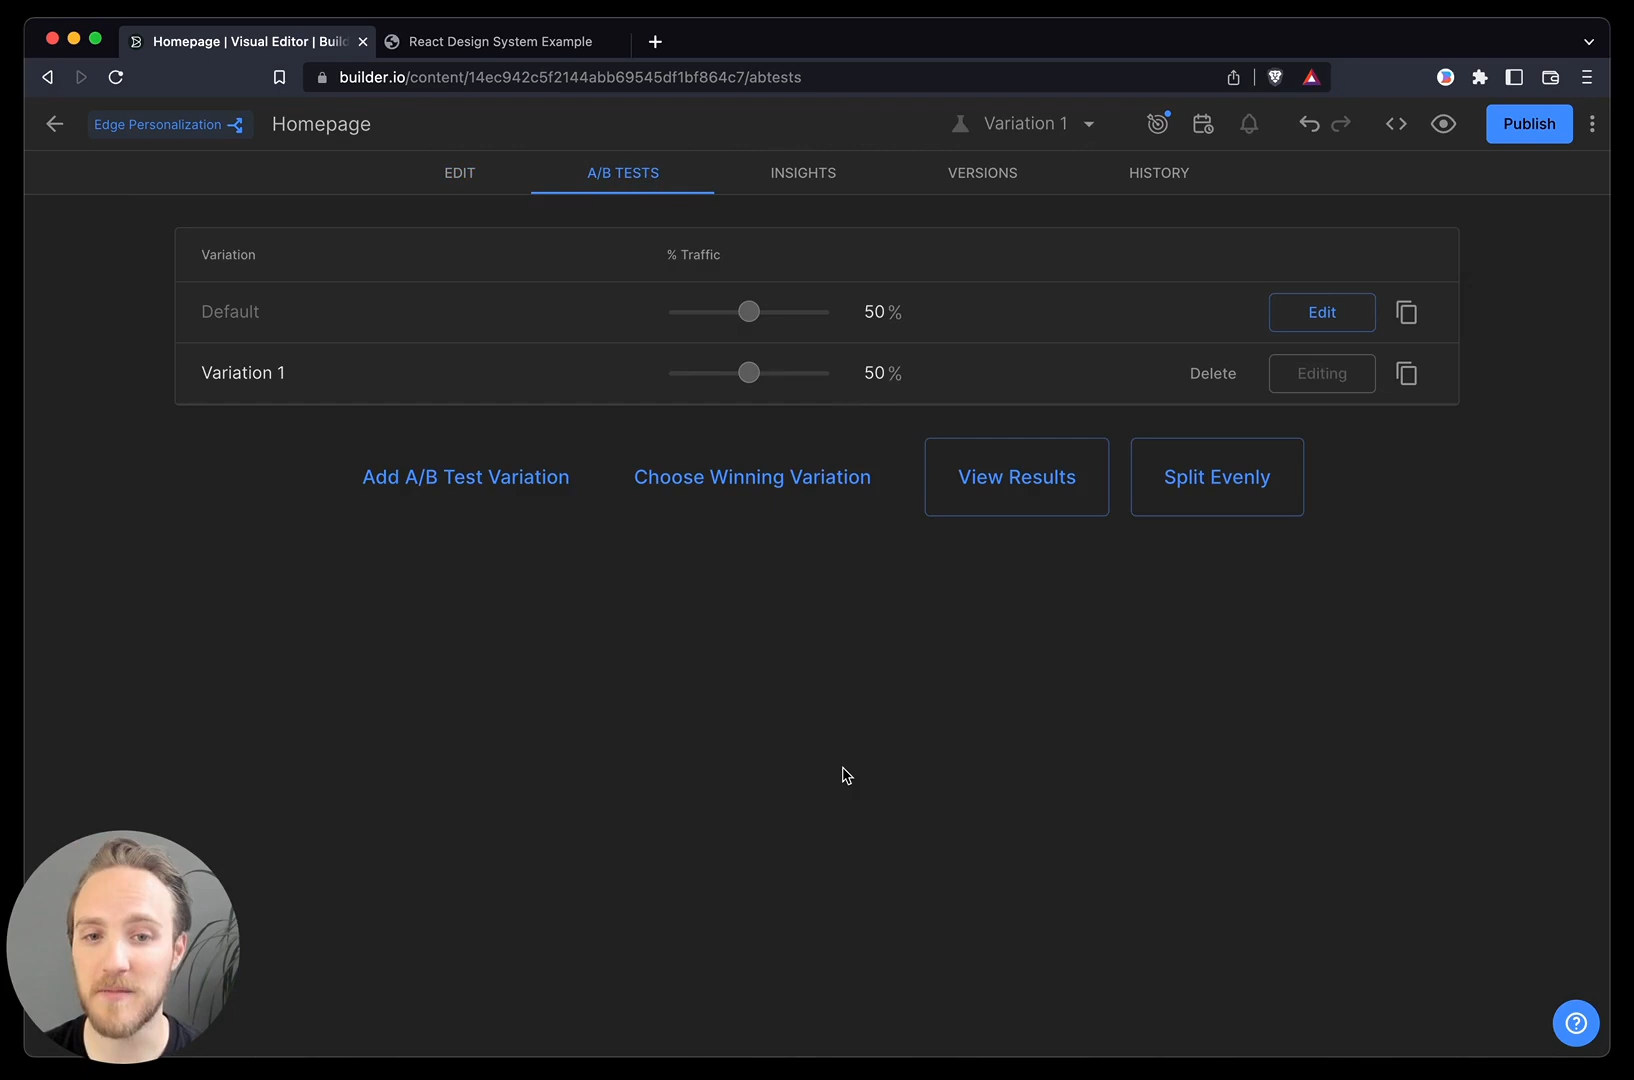 Homepage | Visual Editor | Buil
React Design System Example
builder.io/content/14ec942c5f2144abb69545df1bf864c7/abtests
Edge Personalization
Homepage
Variation 1
Publish
EDIT
A/B TESTS
INSIGHTS
VERSIONS
HISTORY
Variation
% Traffic
Default
50 %
Edit
Variation 1
50 %
Delete
Editing
Add A/B Test Variation
Choose Winning Variation
View Results
Split Evenly